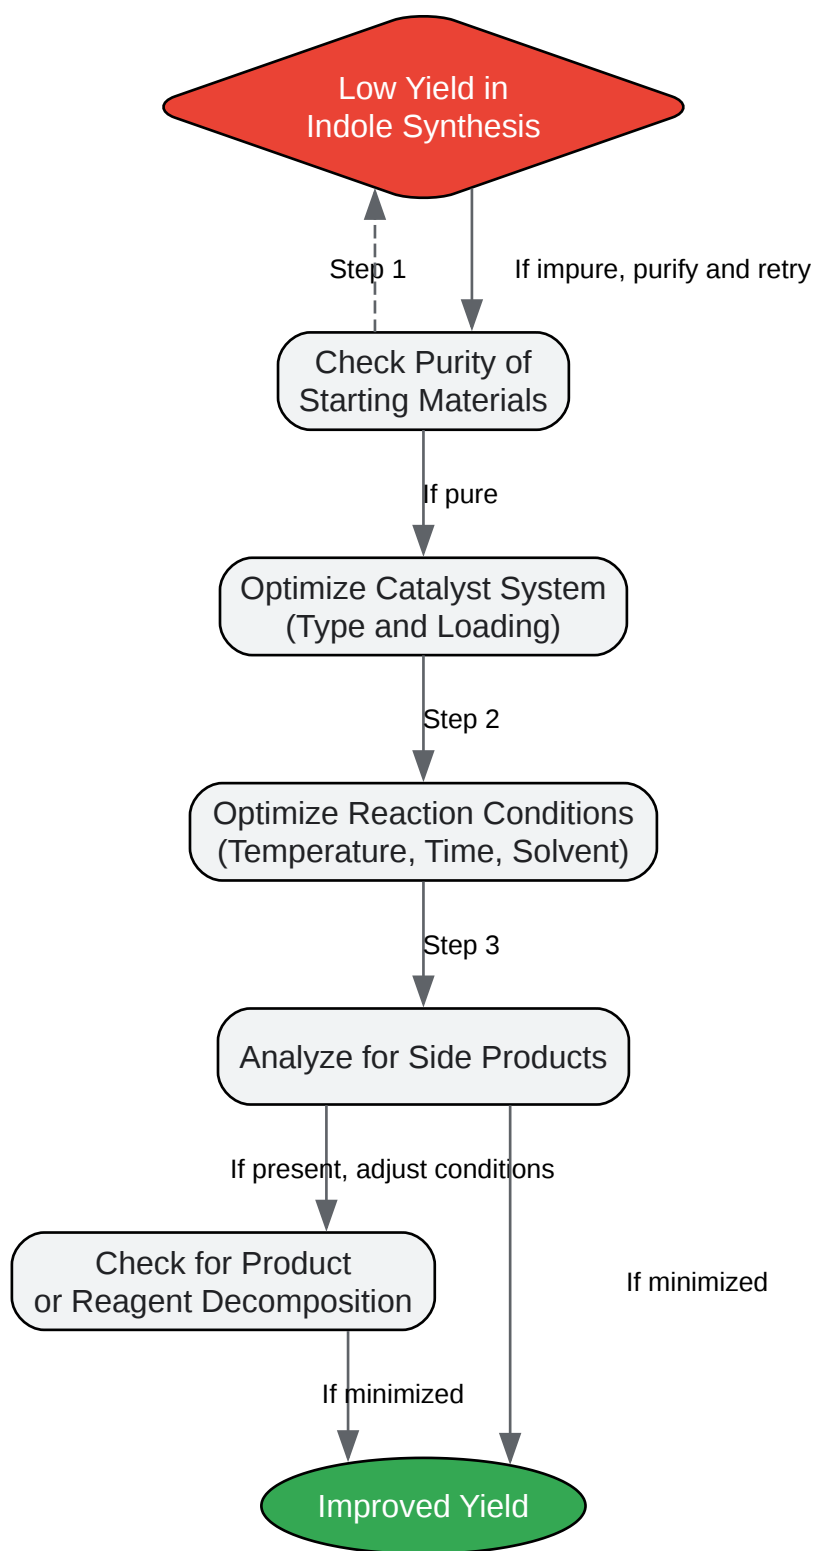 Low Yield in
Indole Synthesis
Step 1
If impure, purify and retry
Check Purity of
Starting Materials
If pure
Optimize Catalyst System
(Type and Loading)
Step 2
Optimize Reaction Conditions
(Temperature, Time, Solvent)
Step 3
Analyze for Side Products
If present, adjust conditions
Check for Product
or Reagent Decomposition
If minimized
If minimized
Improved Yield